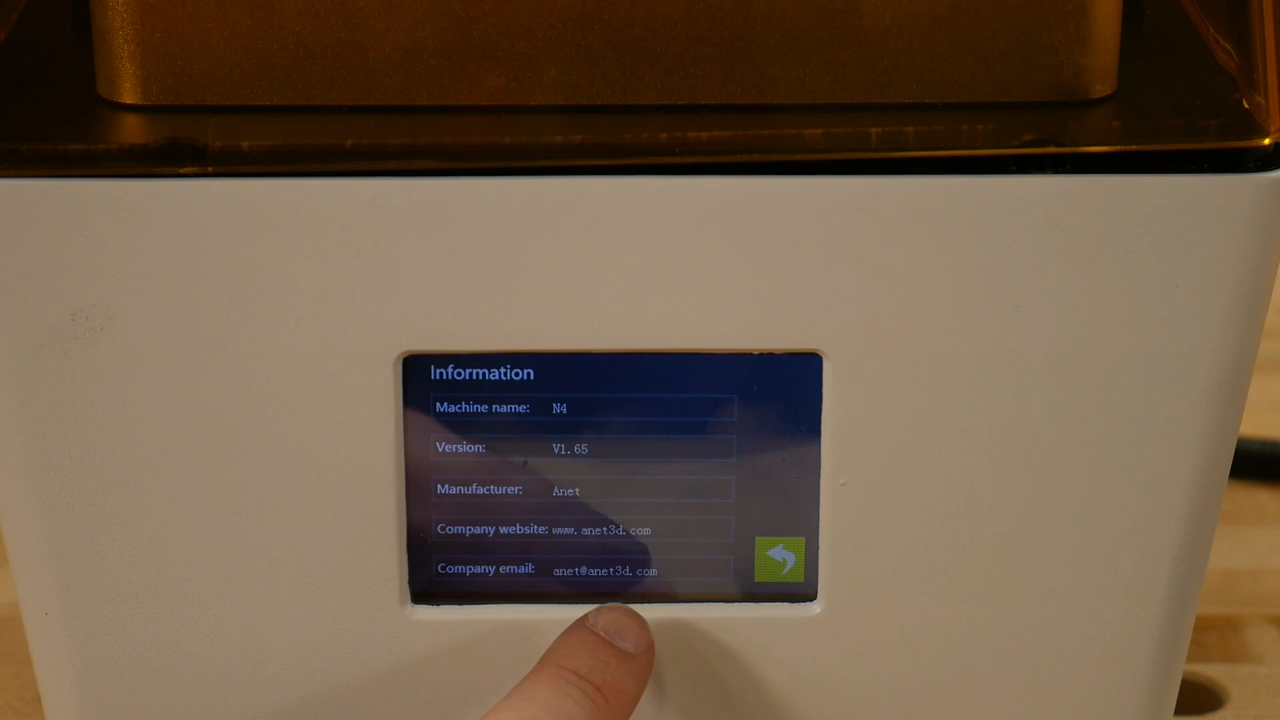 Information
Machine name: N4
Version: V1.65
Manufacturer: Anet
Company website: www.anet3d.com
Company email: anet@anet3d.com